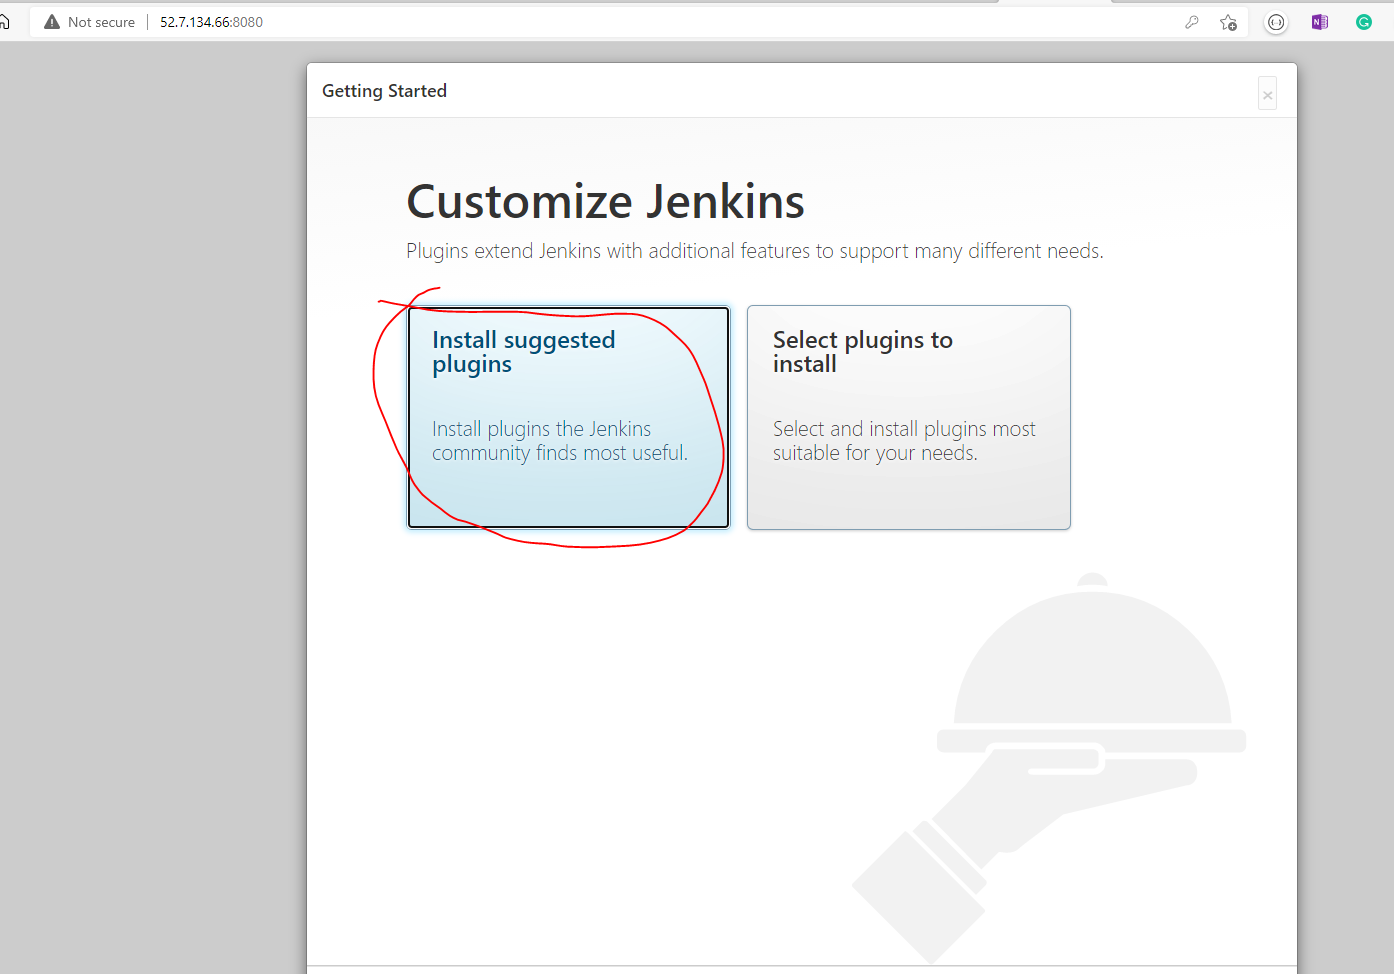 Not secure 52.7.134.66:8080
Getting Started
Customize Jenkins
Plugins extend Jenkins with additional features to support many different needs.
Install suggested
plugins
Install plugins the Jenkins
community finds most useful.
Select plugins to
install
Select and install plugins most
suitable for your needs.